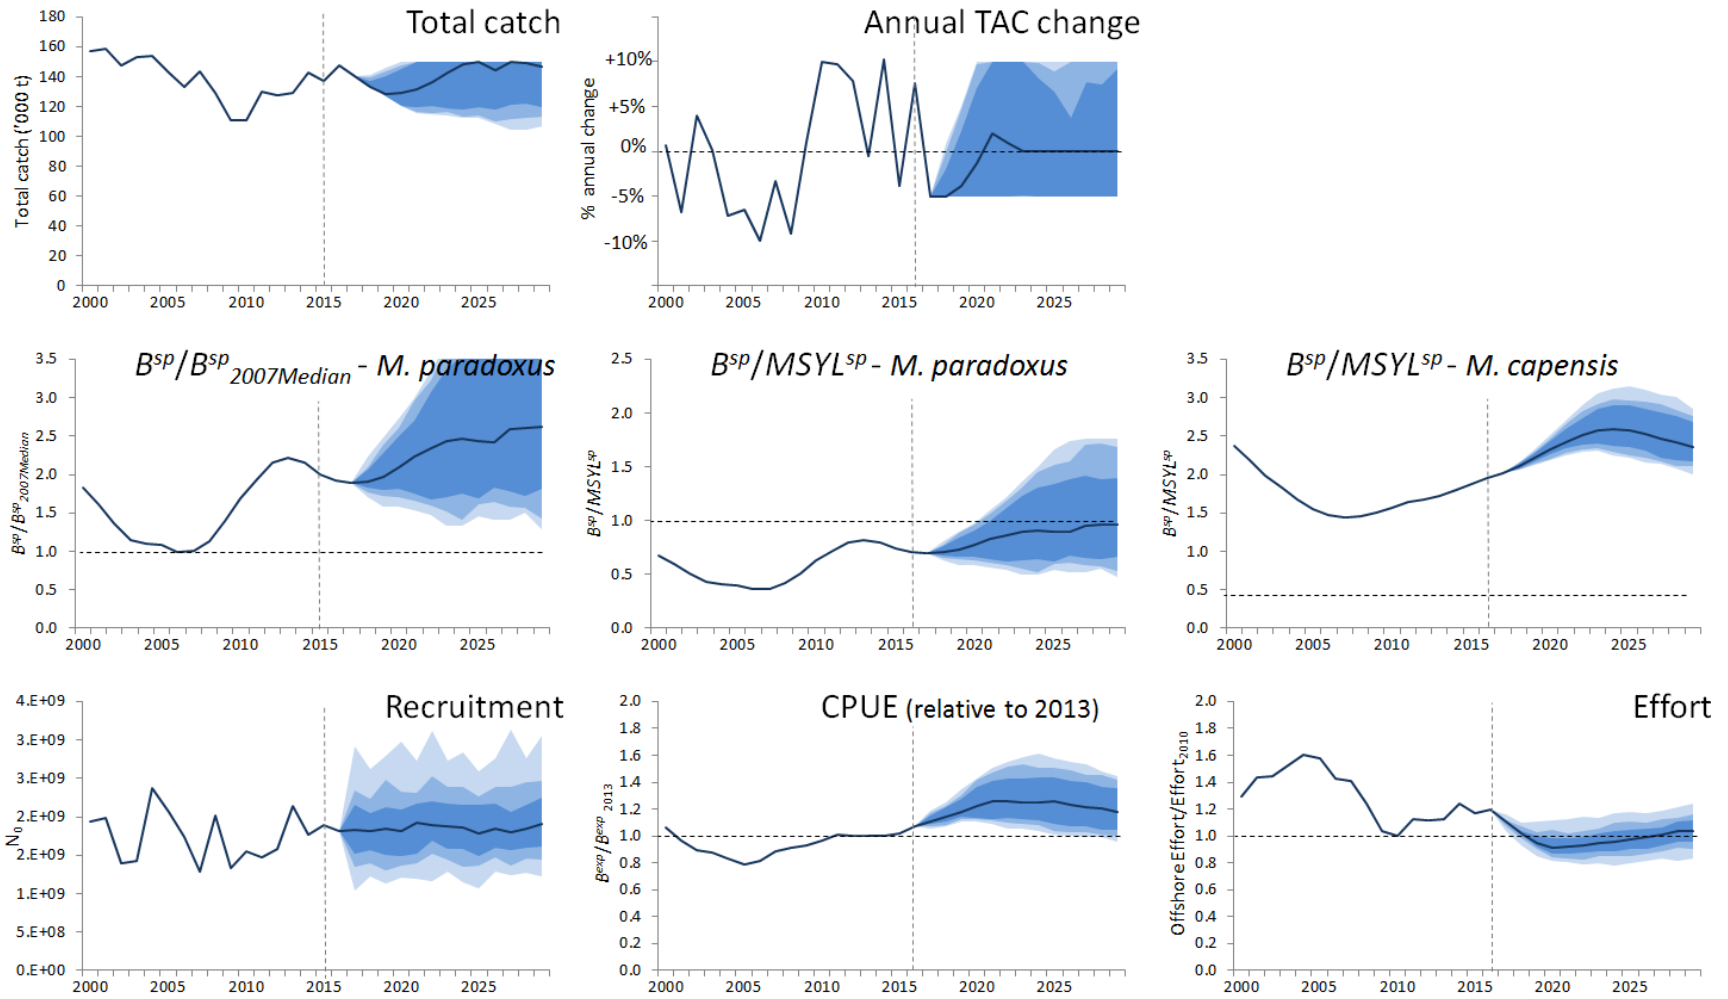 Total catch
Total catch ('000 t)
180
160
140
120
100
80
60
40
20
0
2000 2005 2010 2015 2020 2025
Annual TAC change
% annual change
+10%
+5%
0%
-5%
-10%
2000 2005 2010 2015 2020 2025
Bsp/Bsp2007Median - M. paradoxus
Bsp/Bsp2007Median
3.5
3.0
2.5
2.0
1.5
1.0
0.5
0.0
2000 2005 2010 2015 2020 2025
Bsp/MSYLsp - M. paradoxus
Bsp/MSYLsp
2.5
2.0
1.5
1.0
0.5
0.0
2000 2005 2010 2015 2020 2025
Bsp/MSYLsp - M. capensis
Bsp/MSYLsp
3.5
3.0
2.5
2.0
1.5
1.0
0.5
0.0
2000 2005 2010 2015 2020 2025
Recruitment
N0
4.E+09
3.E+09
3.E+09
2.E+09
2.E+09
1.E+09
5.E+08
0.E+00
2000 2005 2010 2015 2020 2025
CPUE (relative to 2013)
Bexp/Bexp2013
2.0
1.8
1.6
1.4
1.2
1.0
0.8
0.6
0.4
0.2
0.0
2000 2005 2010 2015 2020 2025
Effort
Offshore Effort/Effort2010
2.0
1.8
1.6
1.4
1.2
1.0
0.8
0.6
0.4
0.2
0.0
2000 2005 2010 2015 2020 2025